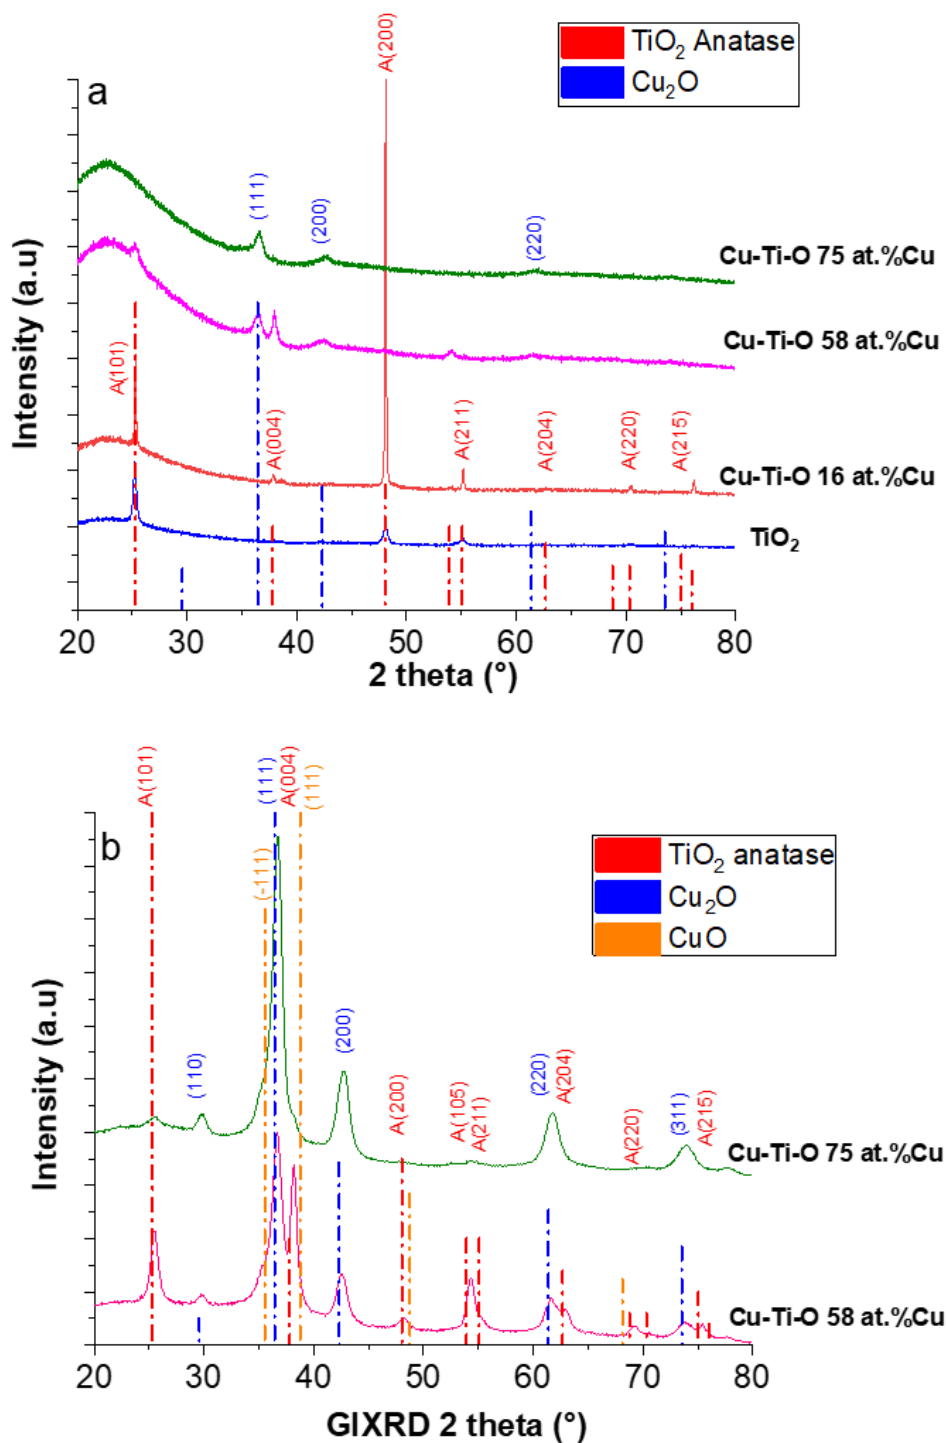 a
TiO2 Anatase
Cu2O
A(200)
(111)
(200)
(220)
Cu-Ti-O 75 at.%Cu
Cu-Ti-O 58 at.%Cu
A(101)
A(004)
A(211)
A(204)
A(220)
A(215)
Cu-Ti-O 16 at.%Cu
TiO2
Intensity (a.u)
20 30 40 50 60 70 80
2 theta (°)
b
A(101)
(111)
A(004)
(111)
(-111)
TiO2 anatase
Cu2O
CuO
(110)
(200)
A(200)
A(105)
A(211)
(220)
A(204)
A(220)
(311)
A(215)
Cu-Ti-O 75 at.%Cu
Cu-Ti-O 58 at.%Cu
Intensity (a.u)
20 30 40 50 60 70 80
GIXRD 2 theta (°)